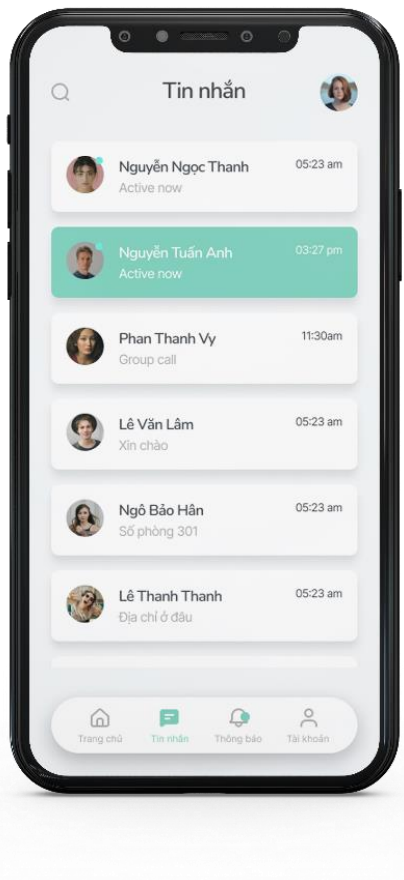 Tin nhắn
Nguyễn Ngọc Thanh
05:23 am
Active now
Nguyễn Tuấn Anh
03:27 pm
Active now
Phan Thanh Vy
11:30am
Group call
Lê Văn Lâm
05:23 am
Xin chào
Ngô Bảo Hân
05:23 am
Số phòng 301
Lê Thanh Thanh
05:23 am
Địa chỉ ở đâu
Trang chủ Tin nhắn Thông báo Tài khoản